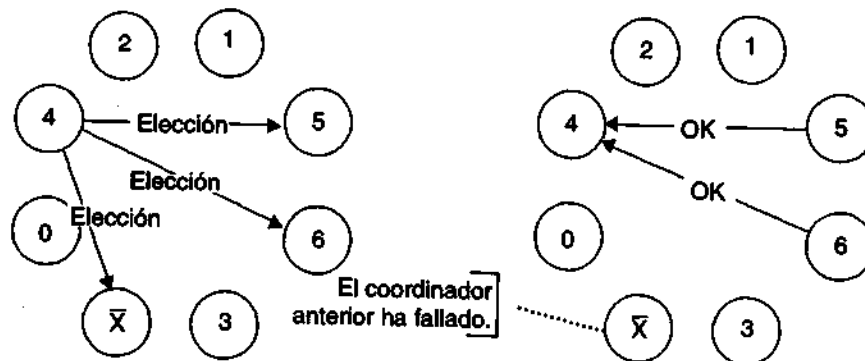 2 1
4 Elección 5
Elección
0 Elección
6
X̅ 3
2 1
4 OK 5
OK
0
6
El coordinador
anterior ha fallado.
X̅ 3